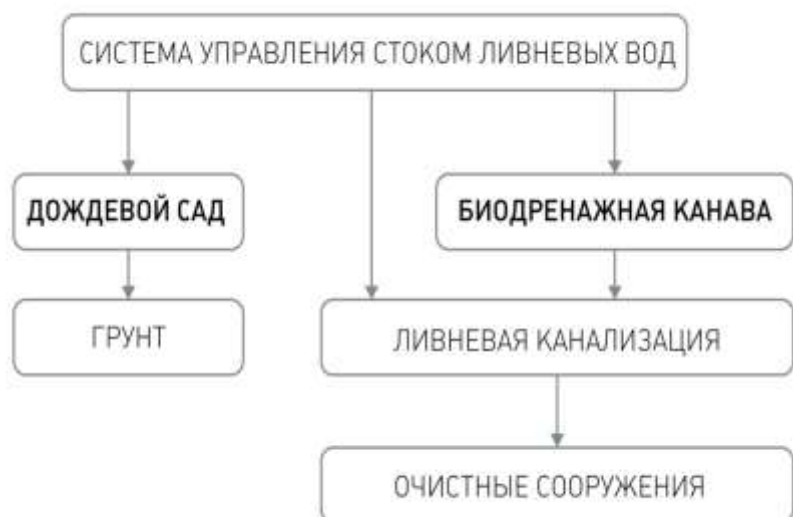 СИСТЕМА УПРАВЛЕНИЯ СТОКОМ ЛИВНЕВЫХ ВОД
ДОЖДЕВОЙ САД
БИОДРЕНАЖНАЯ КАНАВА
ГРУНТ
ЛИВНЕВАЯ КАНАЛИЗАЦИЯ
ОЧИСТНЫЕ СООРУЖЕНИЯ